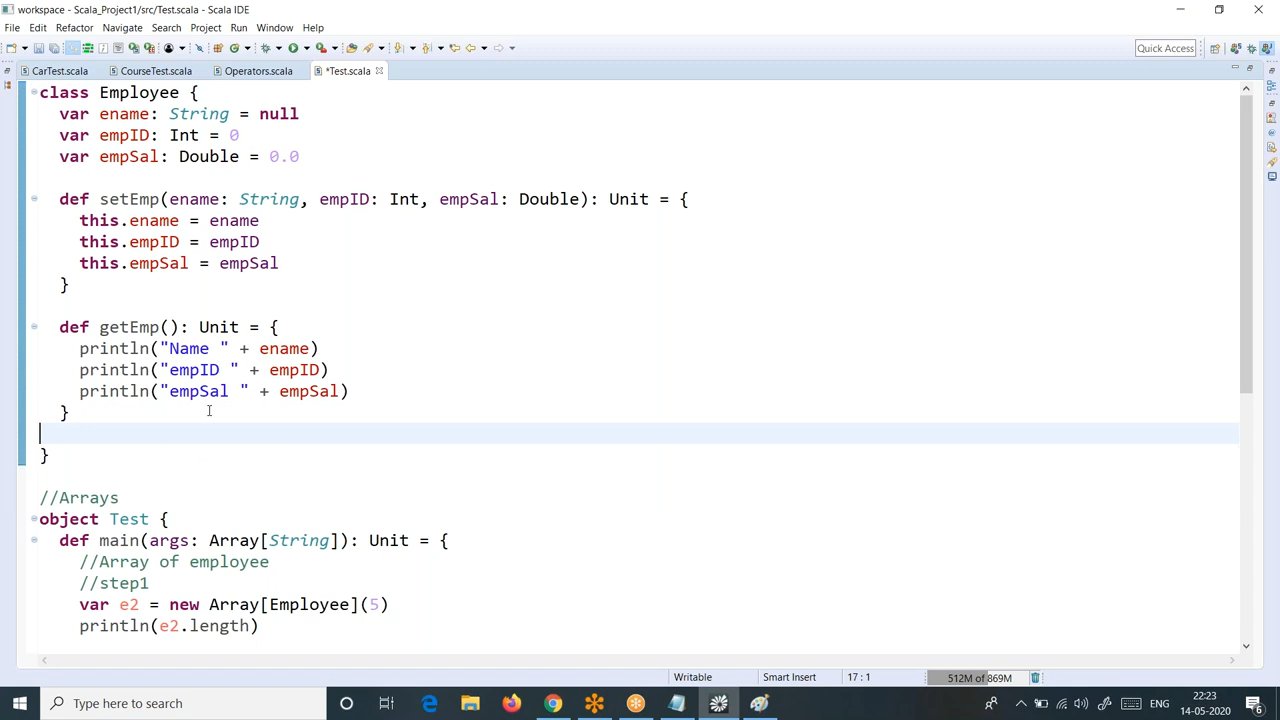 workspace - Scala_Project1/src/Test.scala - Scala IDE
File Edit Refactor Navigate Search Project Run Window Help
Quick Access
CarTest.scala CourseTest.scala Operators.scala *Test.scala
class Employee {
var ename: String = null
var empID: Int = 0
var empSal: Double = 0.0
def setEmp(ename: String, empID: Int, empSal: Double): Unit = {
this.ename = ename
this.empID = empID
this.empSal = empSal
}
def getEmp(): Unit = {
println("Name " + ename)
println("empID " + empID)
println("empSal " + empSal)
}
}
//Arrays
object Test {
def main(args: Array[String]): Unit = {
//Array of employee
//step1
var e2 = new Array[Employee](5)
println(e2.length)
Writable Smart Insert 17 : 1 512M of 869M
Type here to search
ENG
22:23
14-05-2020
6